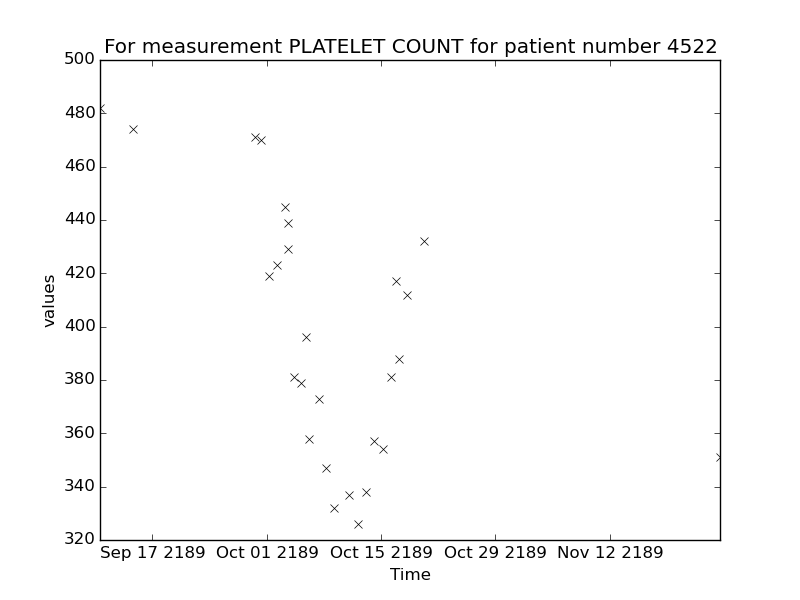 For measurement PLATELET COUNT for patient number 4522
500
480
460
440
420
400
380
360
340
320
values
Sep 17 2189 Oct 01 2189 Oct 15 2189 Oct 29 2189 Nov 12 2189
Time